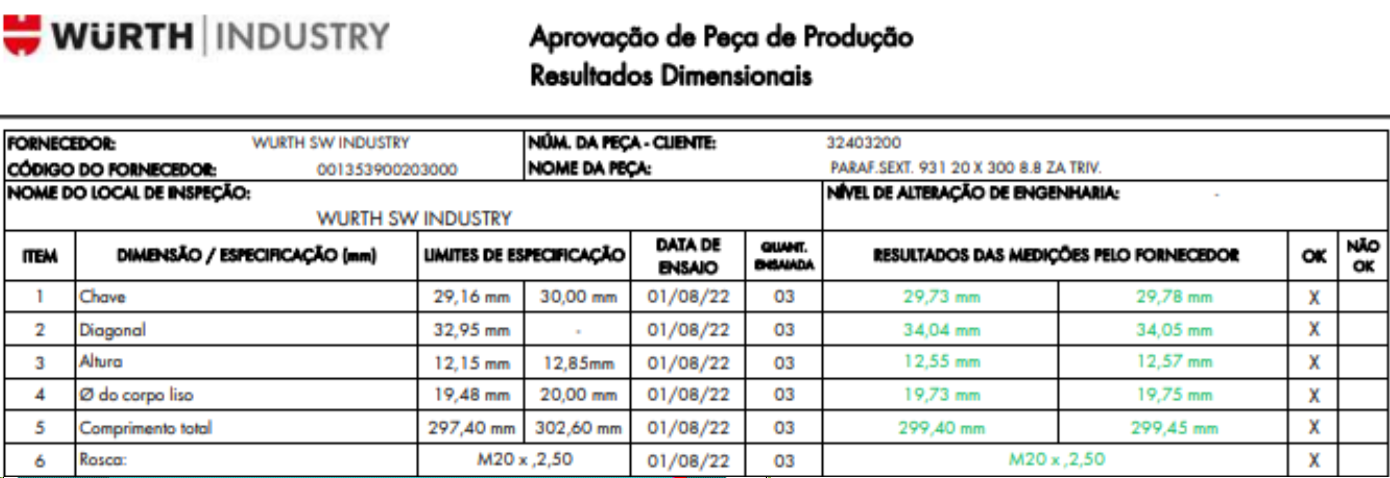 WÜRTH INDUSTRY
Aprovação de Peça de Produção
Resultados Dimensionais
FORNECEDOR: WURTH SW INDUSTRY NÚM. DA PEÇA - CLIENTE: 32403200
CÓDIGO DO FORNECEDOR: 001353900203000 NOME DA PEÇA: PARAF.SEXT. 931 20 X 300 8.8 ZA TRIV.
NOME DO LOCAL DE INSPEÇÃO: NÍVEL DE ALTERAÇÃO DE ENGENHARIA: -
WURTH SW INDUSTRY
ITEM DIMENSÃO / ESPECIFICAÇÃO (mm) LIMITES DE ESPECIFICAÇÃO DATA DE ENSAIO QUANT. ENSAIADA RESULTADOS DAS MEDIÇÕES PELO FORNECEDOR OK NÃO OK
1 Chave 29,16 mm 30,00 mm 01/08/22 03 29,73 mm 29,78 mm X
2 Diagonal 32,95 mm - 01/08/22 03 34,04 mm 34,05 mm X
3 Altura 12,15 mm 12,85mm 01/08/22 03 12,55 mm 12,57 mm X
4 Ø do corpo liso 19,48 mm 20,00 mm 01/08/22 03 19,73 mm 19,75 mm X
5 Comprimento total 297,40 mm 302,60 mm 01/08/22 03 299,40 mm 299,45 mm X
6 Rosca: M20 x ,2,50 01/08/22 03 M20 x ,2,50 X